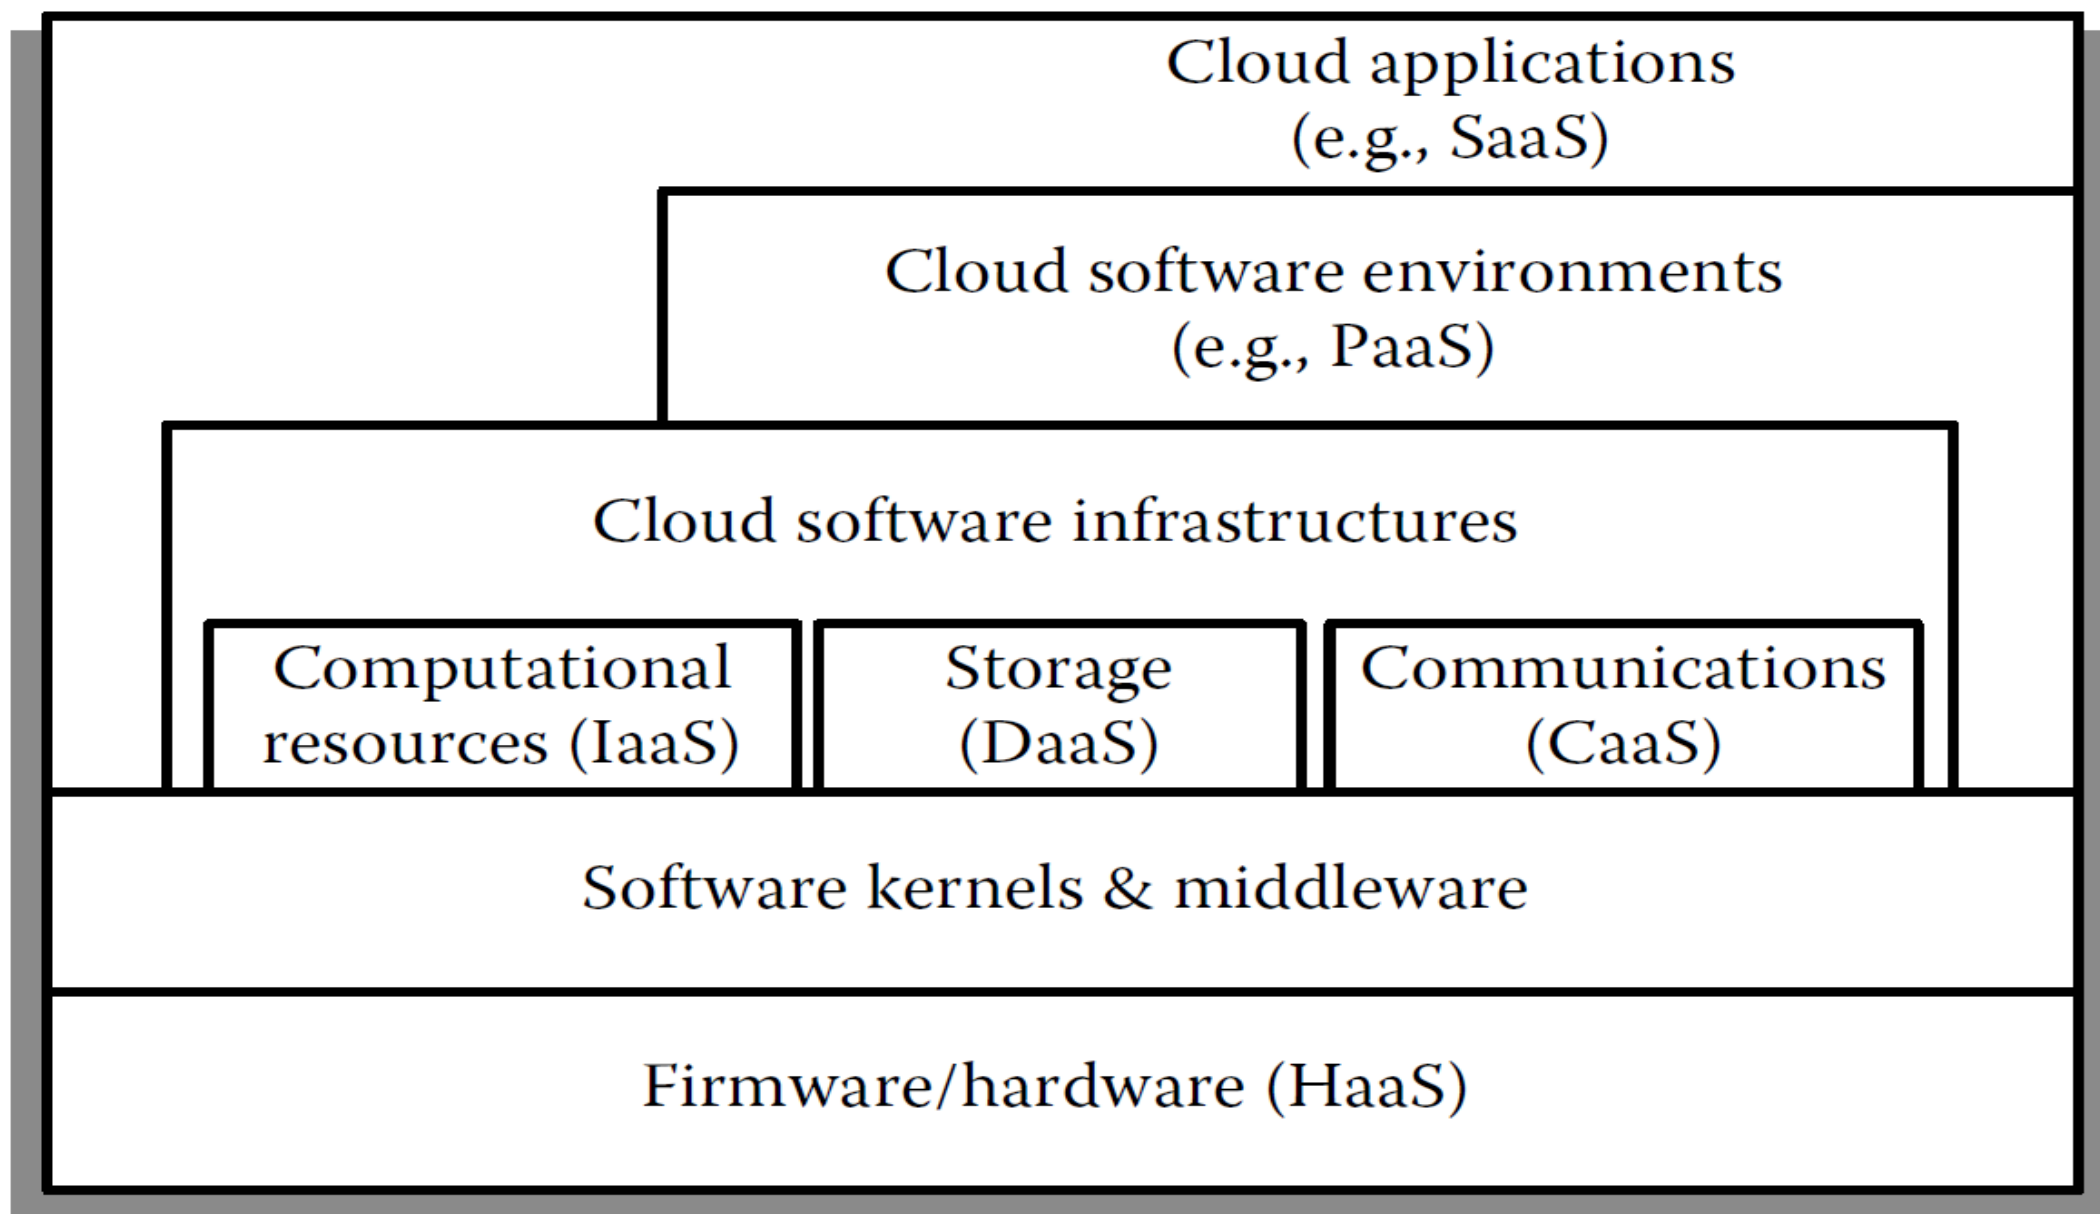 Cloud applications
(e.g., SaaS)
Cloud software environments
(e.g., PaaS)
Cloud software infrastructures
Computational
resources (IaaS)
Storage
(DaaS)
Communications
(CaaS)
Software kernels & middleware
Firmware/hardware (HaaS)